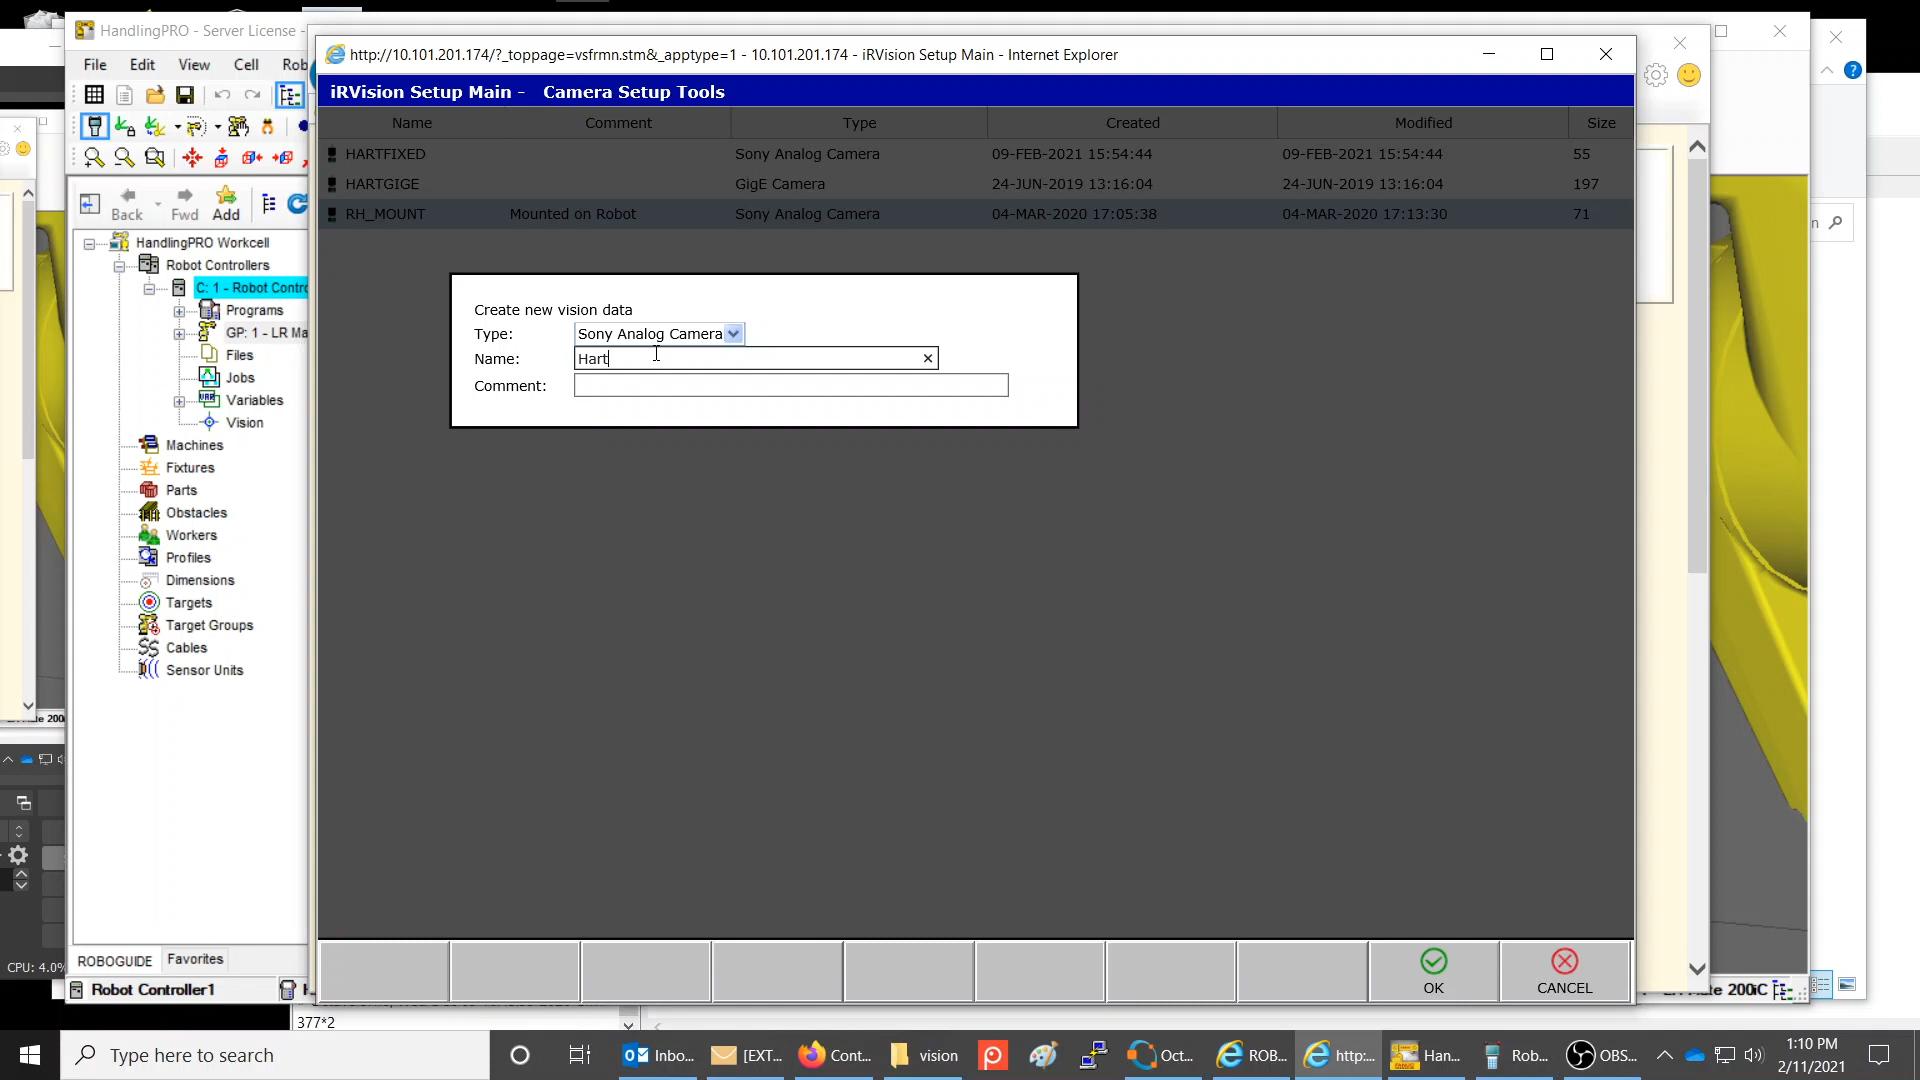 HandlingPRO - Server License -
http://10.101.201.174/?_toppage=vsfrmn.stm&_apptype=1 - 10.101.201.174 - iRVision Setup Main - Internet Explorer
File Edit View Cell Rob
iRVision Setup Main - Camera Setup Tools
Name Comment Type Created Modified Size
HARTFIXED Sony Analog Camera 09-FEB-2021 15:54:44 09-FEB-2021 15:54:44 55
HARTGIGE GigE Camera 24-JUN-2019 13:16:04 24-JUN-2019 13:16:04 197
RH_MOUNT Mounted on Robot Sony Analog Camera 04-MAR-2020 17:05:38 04-MAR-2020 17:13:30 71
Back Fwd Add
HandlingPRO Workcell
Robot Controllers
C: 1 - Robot Contro
Programs
GP: 1 - LR Ma
Files
Jobs
Variables
Vision
Machines
Fixtures
Parts
Obstacles
Workers
Profiles
Dimensions
Targets
Target Groups
Cables
Sensor Units
Create new vision data
Type: Sony Analog Camera
Name: Hart
Comment:
OK
CANCEL
CPU: 4.0%
ROBOGUIDE Favorites
Robot Controller1
377*2
Type here to search
Inbo...
[EXT...
Cont...
vision
Oct...
ROB...
http:...
Han...
Rob...
OBS...
1:10 PM
2/11/2021